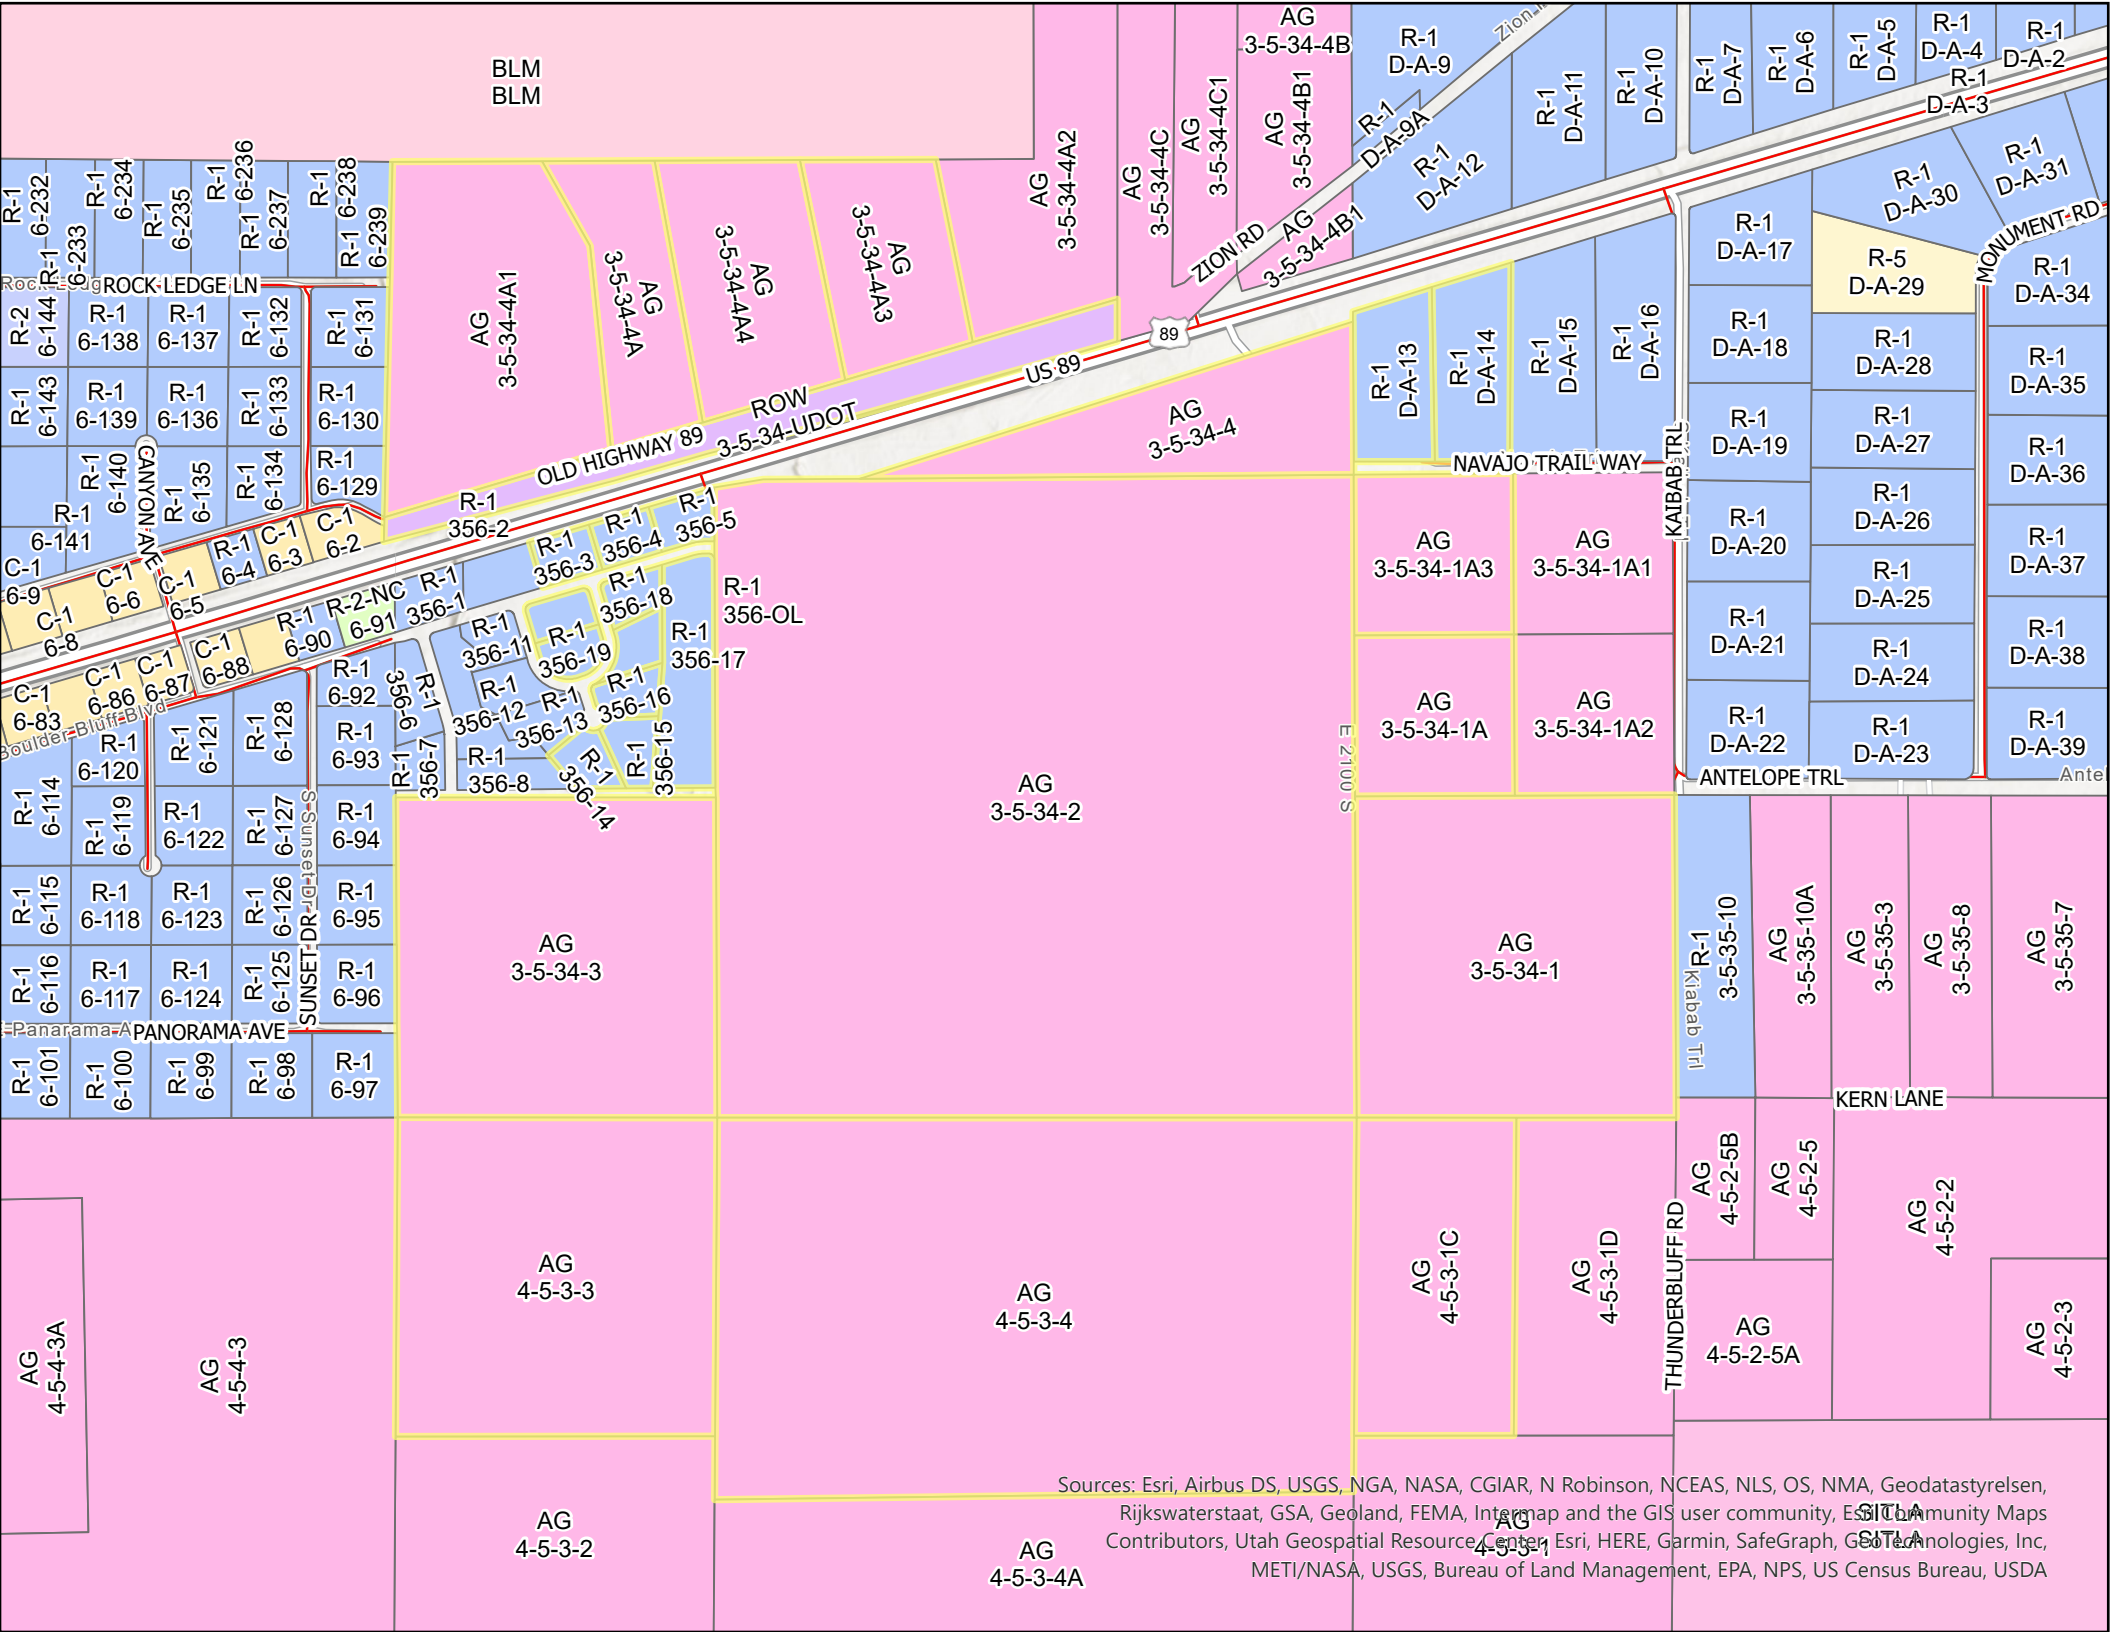 BLM
BLM
AG
3-5-34-4A2
AG
3-5-34-4C
AG
3-5-34-4C1
AG
3-5-34-4B
AG
3-5-34-4B1
AG
3-5-34-4B1
R-1
D-A-9
R-1
D-A-9A
R-1
D-A-12
R-1
D-A-11
R-1
D-A-10
R-1
D-A-7
R-1
D-A-6
R-1
D-A-5
R-1
D-A-4
R-1
D-A-2
R-1
D-A-3
R-1
D-A-30
R-1
D-A-31
MONUMENT RD
Zion
ZION RD
R-1
6-232
R-1
6-233
R-1
6-234
R-1
6-235
R-1
6-236
R-1
6-237
R-1
6-238
R-1
6-239
ROCK LEDGE LN
R-2
6-144
R-1
6-138
R-1
6-137
R-1
6-132
R-1
6-131
R-1
6-143
R-1
6-139
R-1
6-136
R-1
6-133
R-1
6-130
R-1
6-140
CANYON AVE
R-1
6-135
R-1
6-134
R-1
6-129
R-1
6-141
AG
3-5-34-4A1
AG
3-5-34-4A
AG
3-5-34-4A4
AG
3-5-34-4A3
ROW
3-5-34-UDOT
OLD HIGHWAY 89
US 89
89
AG
3-5-34-4
R-1
D-A-13
R-1
D-A-14
R-1
D-A-15
R-1
D-A-16
NAVAJO TRAIL WAY
KAIBAB TRL
R-1
D-A-17
R-5
D-A-29
R-1
D-A-34
R-1
D-A-18
R-1
D-A-28
R-1
D-A-35
R-1
D-A-19
R-1
D-A-27
R-1
D-A-36
R-1
D-A-20
R-1
D-A-26
R-1
D-A-37
R-1
D-A-21
R-1
D-A-25
R-1
D-A-38
R-1
D-A-24
R-1
D-A-22
R-1
D-A-23
R-1
D-A-39
ANTELOPE TRL
Antel
C-1
6-9
C-1
6-8
C-1
6-6
C-1
6-5
R-1
6-4
C-1
6-3
C-1
6-2
R-1
356-2
R-1
356-3
R-1
356-4
R-1
356-5
C-1
6-83
C-1
6-86
C-1
6-87
C-1
6-88
R-1
6-90
R-2-NC
6-91
R-1
356-1
R-1
356-11
R-1
356-19
R-1
356-18
R-1
356-OL
R-1
356-17
R-1
356-16
R-1
356-12
R-1
356-13
R-1
356-6
R-1
356-7
R-1
356-8
R-1
356-14
R-1
356-15
Boulder Bluff Blvd
R-1
6-92
R-1
6-93
R-1
6-128
R-1
6-121
R-1
6-120
R-1
6-114
R-1
6-119
R-1
6-122
R-1
6-127
R-1
6-94
S Sunset Dr
SUNSET DR
R-1
6-115
R-1
6-118
R-1
6-123
R-1
6-126
R-1
6-95
R-1
6-116
R-1
6-117
R-1
6-124
R-1
6-125
R-1
6-96
E Panarama A
PANORAMA AVE
R-1
6-101
R-1
6-100
R-1
6-99
R-1
6-98
R-1
6-97
AG
3-5-34-1A3
AG
3-5-34-1A1
AG
3-5-34-1A
AG
3-5-34-1A2
E 2100 S
AG
3-5-34-2
AG
3-5-34-3
AG
3-5-34-1
R-1
3-5-35-10
Kiabab Trl
AG
3-5-35-10A
AG
3-5-35-3
AG
3-5-35-8
AG
3-5-35-7
KERN LANE
AG
4-5-2-5B
AG
4-5-2-5
AG
4-5-2-2
THUNDERBLUFF RD
AG
4-5-2-5A
AG
4-5-2-3
AG
4-5-4-3A
AG
4-5-4-3
AG
4-5-3-3
AG
4-5-3-4
AG
4-5-3-1C
AG
4-5-3-1D
AG
4-5-3-2
AG
4-5-3-4A
AG
4-5-3-1
SITLA
SITLA
Sources: Esri, Airbus DS, USGS, NGA, NASA, CGIAR, N Robinson, NCEAS, NLS, OS, NMA, Geodatastyrelsen,
Rijkswaterstaat, GSA, Geoland, FEMA, Intermap and the GIS user community, Esri Community Maps
Contributors, Utah Geospatial Resource Center, Esri, HERE, Garmin, SafeGraph, GeoTechnologies, Inc,
METI/NASA, USGS, Bureau of Land Management, EPA, NPS, US Census Bureau, USDA